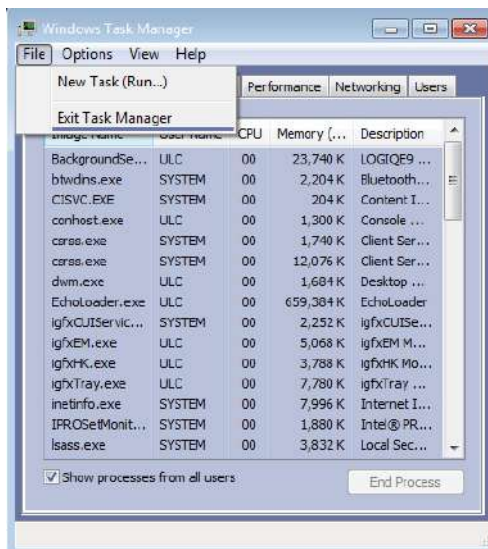 Windows Task Manager
File Options View Help
New Task (Run...)
Performance Networking Users
Exit Task Manager
Image Name User Name CPU Memory (... Description
BackgroundSe... ULC 00 23,740 K LOGIQE9 ...
btwdins.exe SYSTEM 00 2,204 K Bluetooth...
CISVC.EXE SYSTEM 00 204 K Content I...
conhost.exe ULC 00 1,300 K Console ...
csrss.exe SYSTEM 00 1,740 K Client Ser...
csrss.exe SYSTEM 00 12,076 K Client Ser...
dwm.exe ULC 00 1,684 K Desktop ...
EchoLoader.exe ULC 00 659,384 K EchoLoader
igfxCUIServic... SYSTEM 00 2,252 K igfxCUISe...
igfxEM.exe ULC 00 5,068 K igfxEM M...
igfxHK.exe ULC 00 3,788 K igfxHK Mo...
igfxTray.exe ULC 00 7,780 K igfxTray ...
inetinfo.exe SYSTEM 00 7,996 K Internet I...
IPROSetMonit... SYSTEM 00 1,880 K Intel® PR...
lsass.exe SYSTEM 00 3,832 K Local Sec...
Show processes from all users
End Process